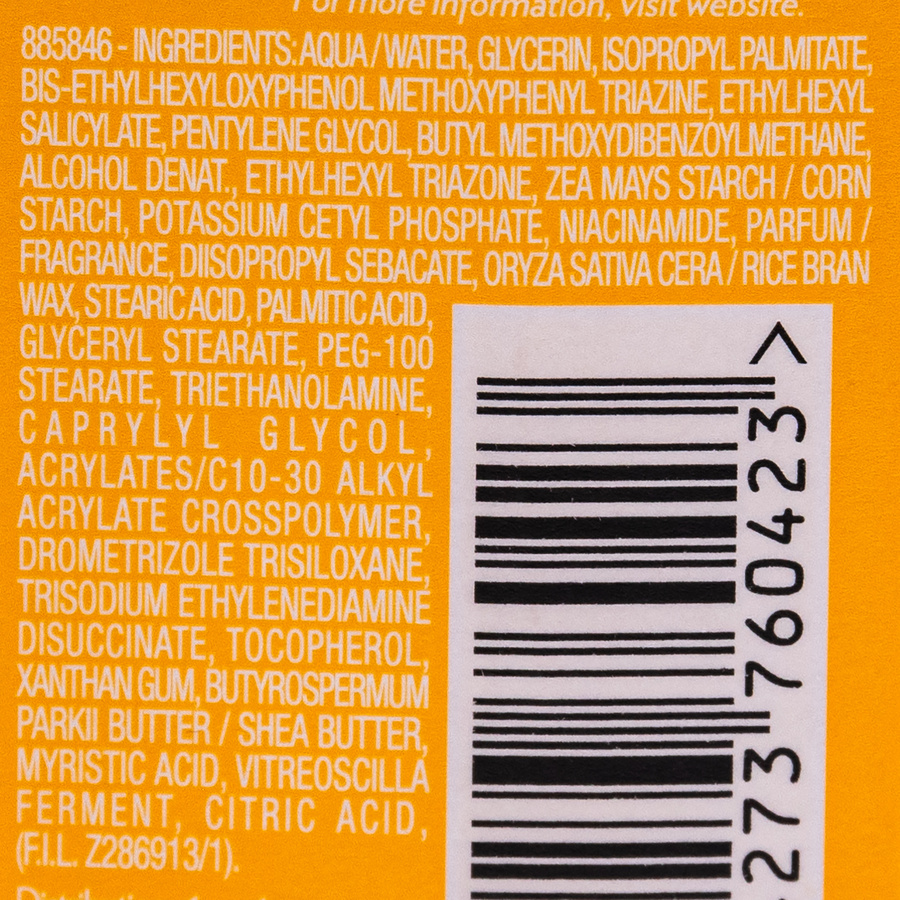 For more information, visit website.
885846 - INGREDIENTS: AQUA / WATER, GLYCERIN, ISOPROPYL PALMITATE,
BIS-ETHYLHEXYLOXYPHENOL METHOXYPHENYL TRIAZINE, ETHYLHEXYL
SALICYLATE, PENTYLENE GLYCOL, BUTYL METHOXYDIBENZOYLMETHANE,
ALCOHOL DENAT., ETHYLHEXYL TRIAZONE, ZEA MAYS STARCH / CORN
STARCH, POTASSIUM CETYL PHOSPHATE, NIACINAMIDE, PARFUM /
FRAGRANCE, DIISOPROPYL SEBACATE, ORYZA SATIVA CERA / RICE BRAN
WAX, STEARIC ACID, PALMITIC ACID,
GLYCERYL STEARATE, PEG-100
STEARATE, TRIETHANOLAMINE,
CAPRYLYL GLYCOL,
ACRYLATES/C10-30 ALKYL
ACRYLATE CROSSPOLYMER,
DROMETRIZOLE TRISILOXANE,
TRISODIUM ETHYLENEDIAMINE
DISUCCINATE, TOCOPHEROL,
XANTHAN GUM, BUTYROSPERMUM
PARKII BUTTER / SHEA BUTTER,
MYRISTIC ACID, VITREOSCILLA
FERMENT, CITRIC ACID,
(F.I.L. Z286913/1).
273 760423 >